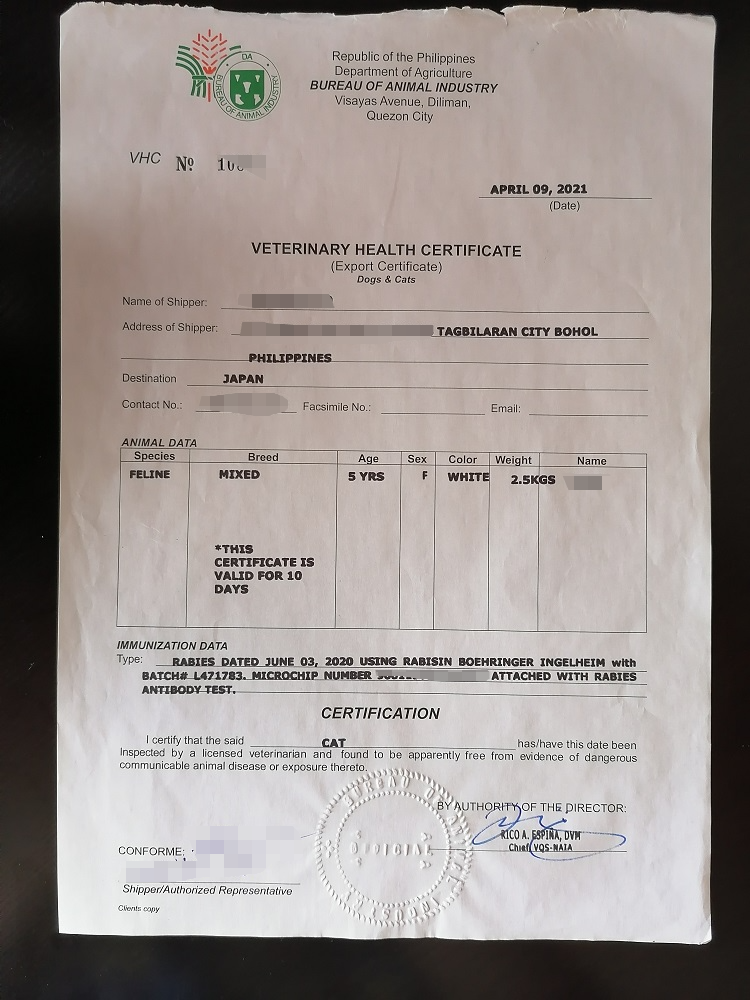 DA
BUREAU OF ANIMAL INDUSTRY
Republic of the Philippines
Department of Agriculture
BUREAU OF ANIMAL INDUSTRY
Visayas Avenue, Diliman,
Quezon City
VHC Nº
APRIL 09, 2021
(Date)
VETERINARY HEALTH CERTIFICATE
(Export Certificate)
Dogs & Cats
Name of Shipper:
Address of Shipper: TAGBILARAN CITY BOHOL
PHILIPPINES
Destination JAPAN
Contact No.: Facsimile No.: Email:
ANIMAL DATA
Species Breed Age Sex Color Weight Name
FELINE MIXED 5 YRS F WHITE 2.5KGS
*THIS
CERTIFICATE IS
VALID FOR 10
DAYS
IMMUNIZATION DATA
Type: RABIES DATED JUNE 03, 2020 USING RABISIN BOEHRINGER INGELHEIM with
BATCH# L471783. MICROCHIP NUMBER ATTACHED WITH RABIES
ANTIBODY TEST.
CERTIFICATION
I certify that the said CAT has/have this date been
Inspected by a licensed veterinarian and found to be apparently free from evidence of dangerous
communicable animal disease or exposure thereto.
BY AUTHORITY OF THE DIRECTOR:
RICO A. ESPIÑA, DVM
Chief VQS-NAIA
OFFICIAL
CONFORME:
Shipper/Authorized Representative
Clients copy